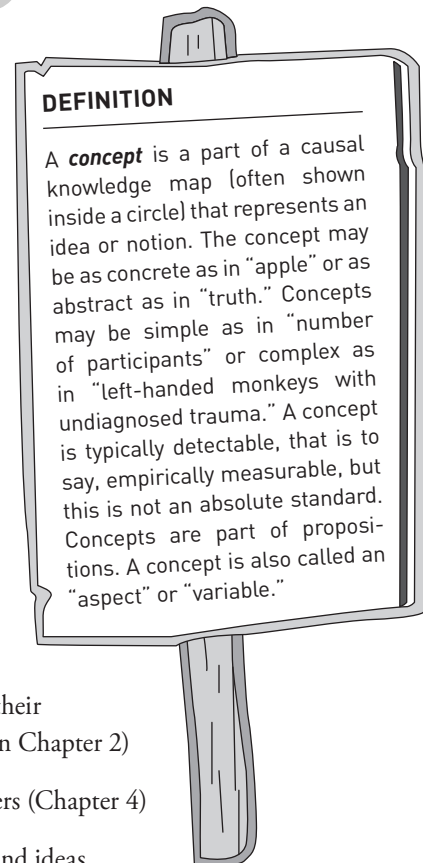 DEFINITION
A concept is a part of a causal
knowledge map (often shown
inside a circle) that represents an
idea or notion. The concept may
be as concrete as in “apple” or as
abstract as in “truth.” Concepts
may be simple as in “number
of participants” or complex as
in “left-handed monkeys with
undiagnosed trauma.” A concept
is typically detectable, that is to
say, empirically measurable, but
this is not an absolute standard.
Concepts are part of proposi-
tions. A concept is also called an
“aspect” or “variable.”
their
n Chapter 2)
ers (Chapter 4)
nd ideas